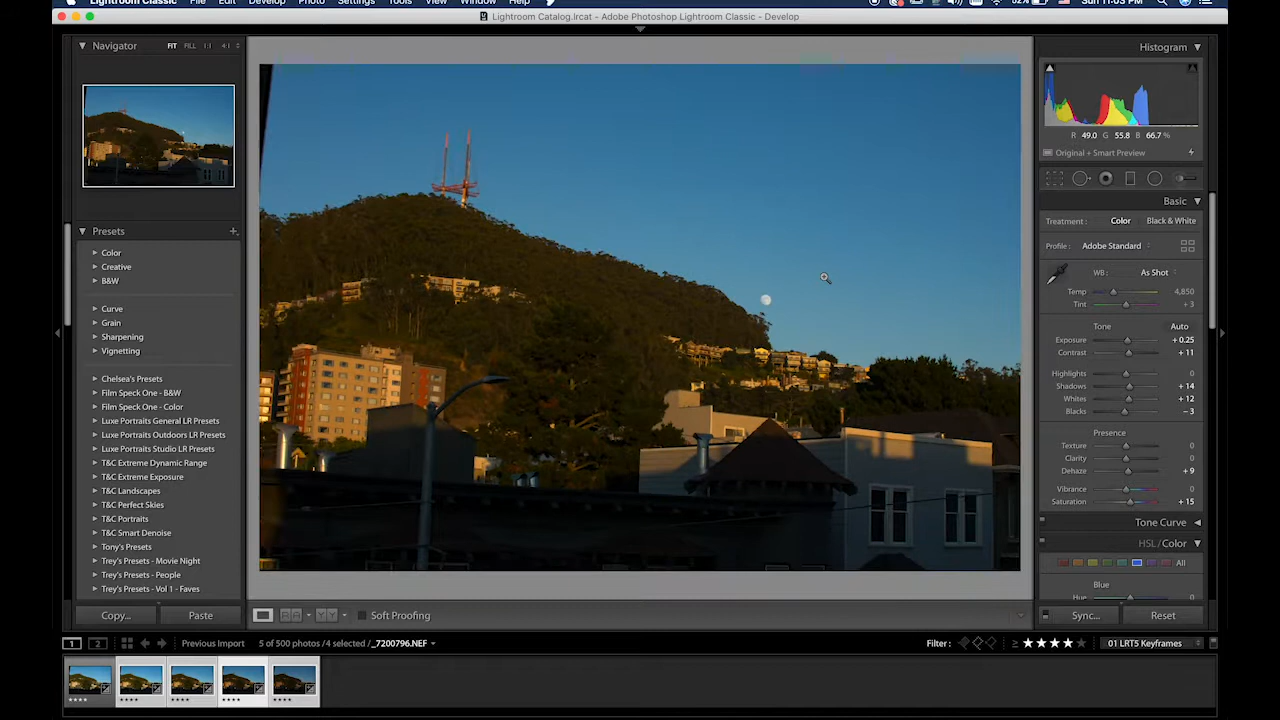 Lightroom Classic File Edit Develop Photo Settings Tools View Window Help 62% Sun 11:03 PM
Lightroom Catalog.lrcat - Adobe Photoshop Lightroom Classic - Develop
Navigator FIT FILL 1:1
Histogram
R 49.0 G 55.8 B 66.7 %
Original + Smart Preview
Basic
Treatment: Color Black & White
Profile: Adobe Standard
WB: As Shot
Temp 4,850
Tint + 3
Tone Auto
Exposure + 0.25
Contrast + 11
Highlights 0
Shadows + 14
Whites + 12
Blacks − 3
Presence
Texture 0
Clarity 0
Dehaze + 9
Vibrance 0
Saturation + 15
Tone Curve
HSL / Color
All
Blue
Hue
Presets +
Color
Creative
B&W
Curve
Grain
Sharpening
Vignetting
Chelsea's Presets
Film Speck One - B&W
Film Speck One - Color
Luxe Portraits General LR Presets
Luxe Portraits Outdoors LR Presets
Luxe Portraits Studio LR Presets
T&C Extreme Dynamic Range
T&C Extreme Exposure
T&C Landscapes
T&C Perfect Skies
T&C Portraits
T&C Smart Denoise
Tony's Presets
Trey's Presets - Movie Night
Trey's Presets - People
Trey's Presets - Vol 1 - Faves
Copy... Paste
Soft Proofing
Sync... Reset
1 2 Previous Import 5 of 500 photos /4 selected /_7200796.NEF Filter : ≥ ★★★★★ 01 LRT5 Keyframes